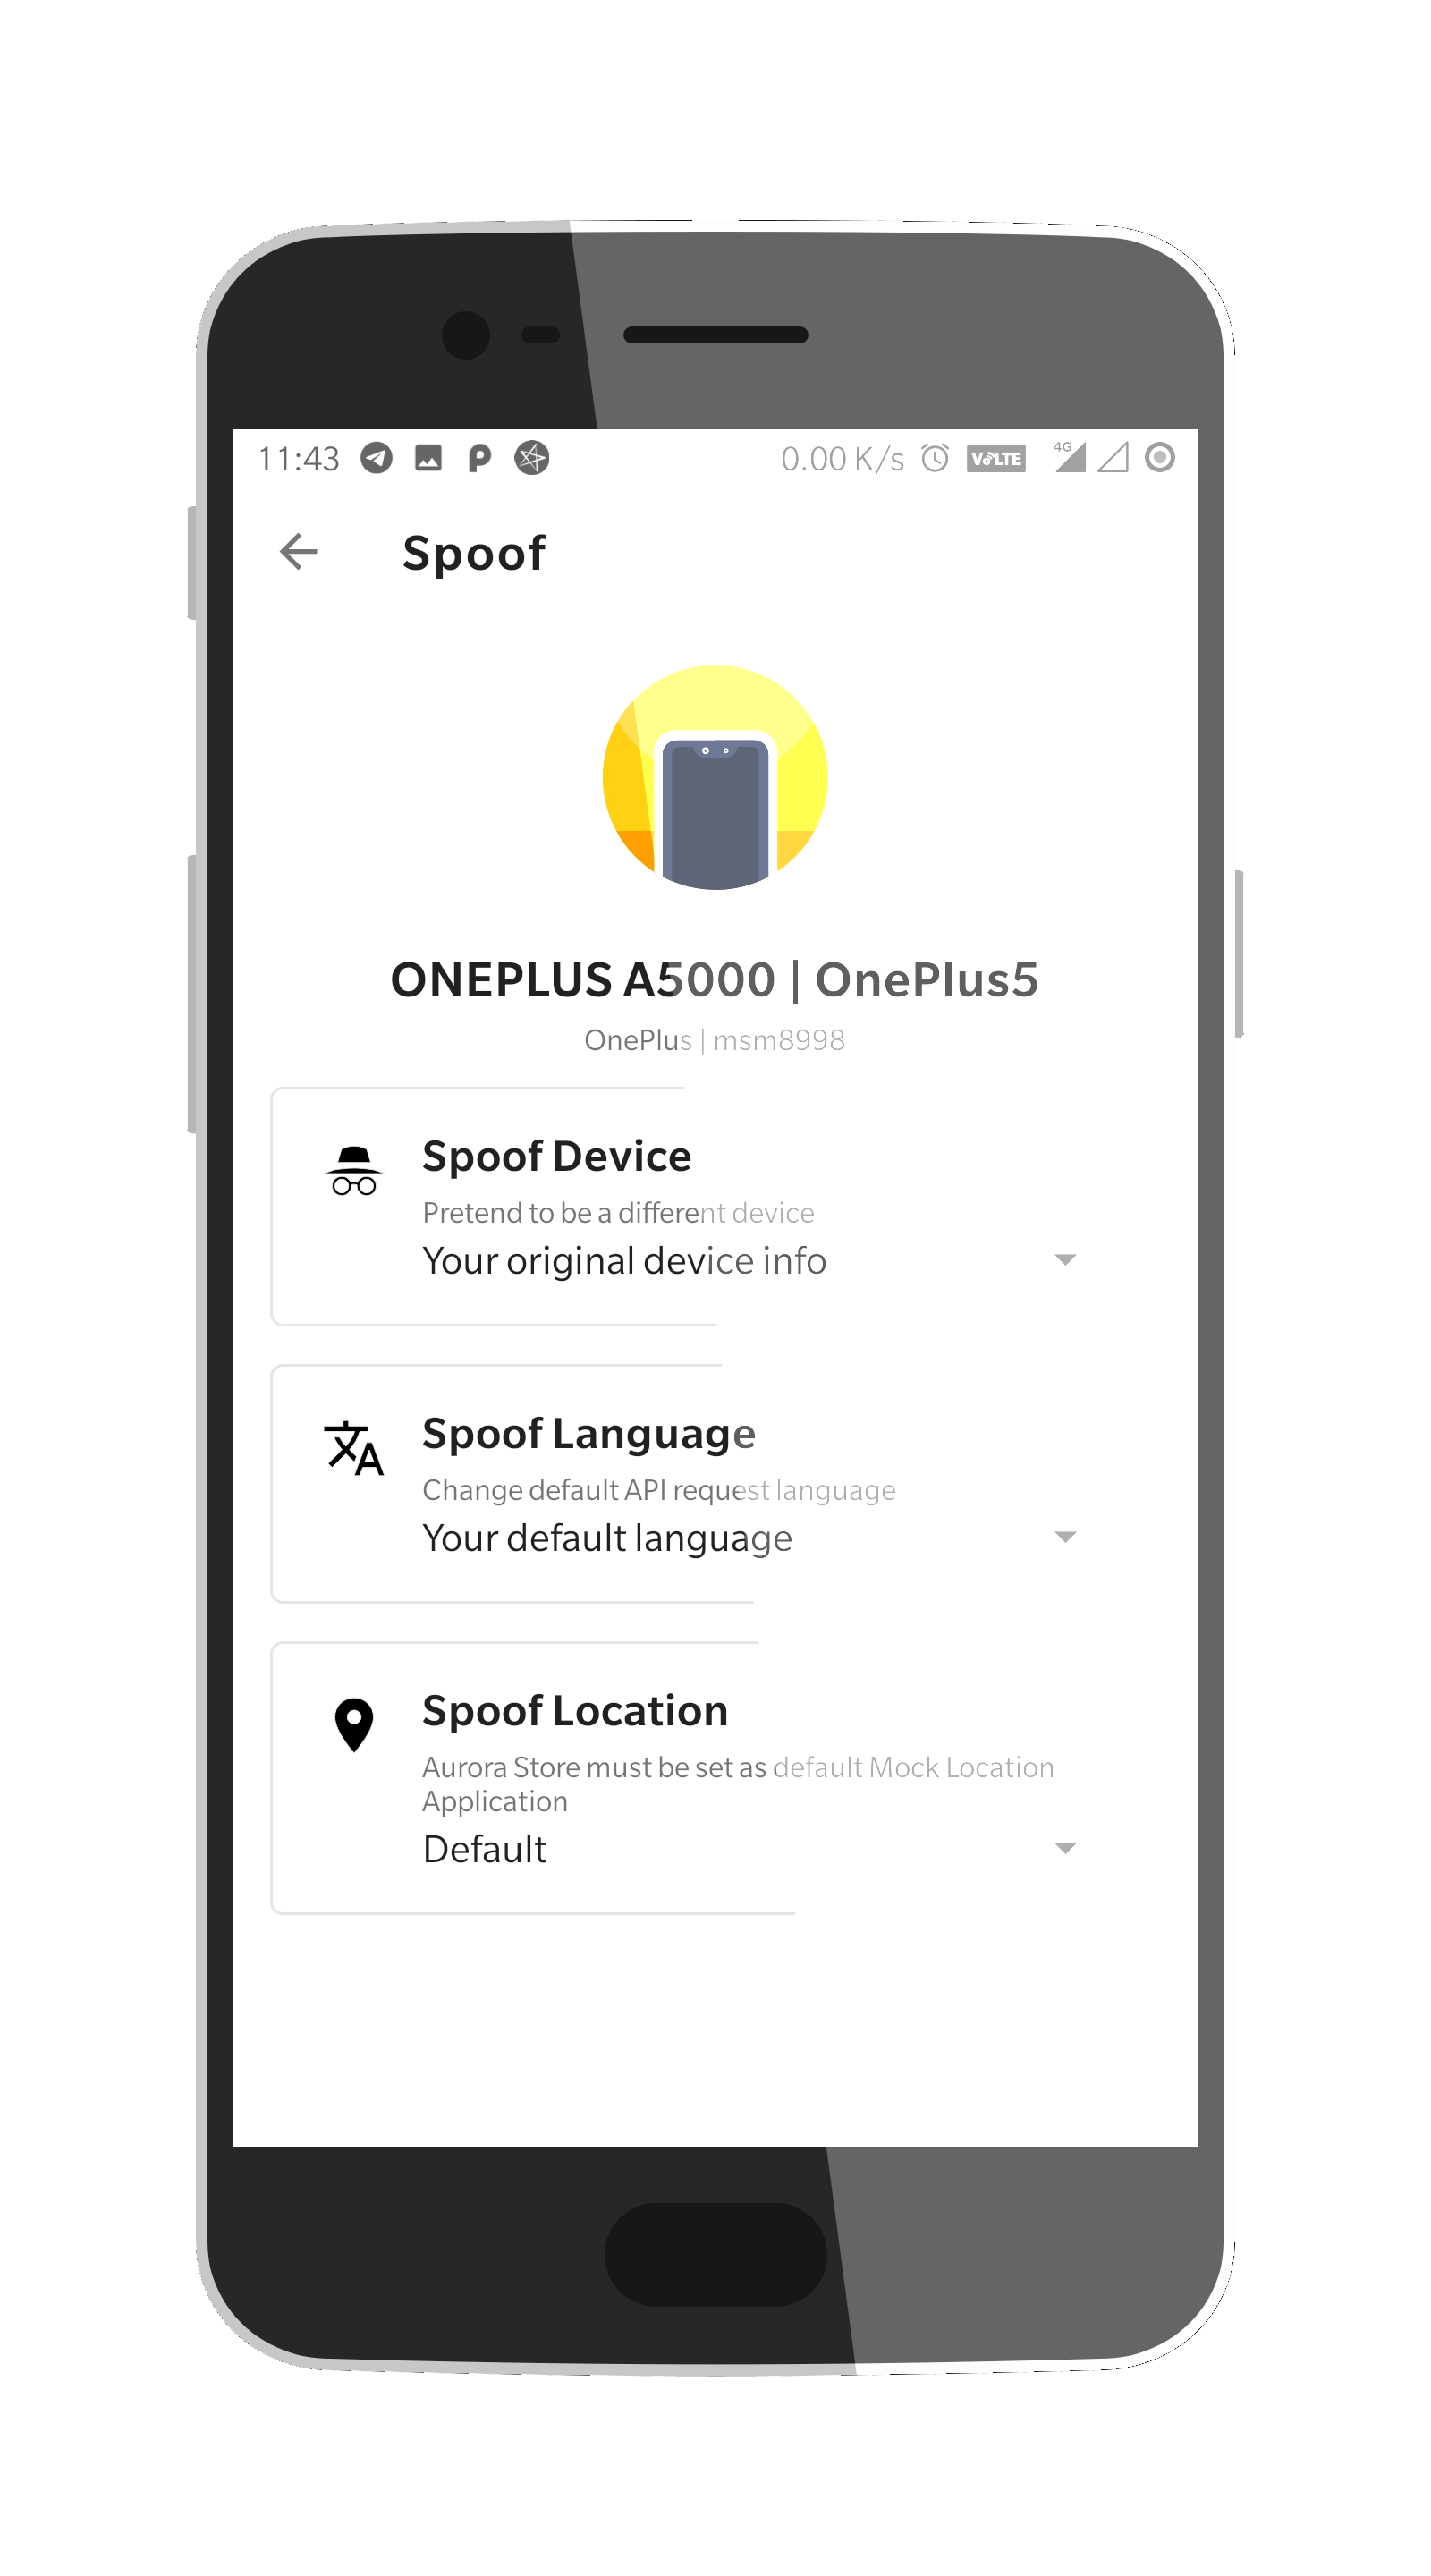 11:43 0.00 K/s VoLTE 4G
Spoof
ONEPLUS A5000 | OnePlus5
OnePlus | msm8998
Spoof Device
Pretend to be a different device
Your original device info
Spoof Language
Change default API request language
Your default language
Spoof Location
Aurora Store must be set as default Mock Location
Application
Default